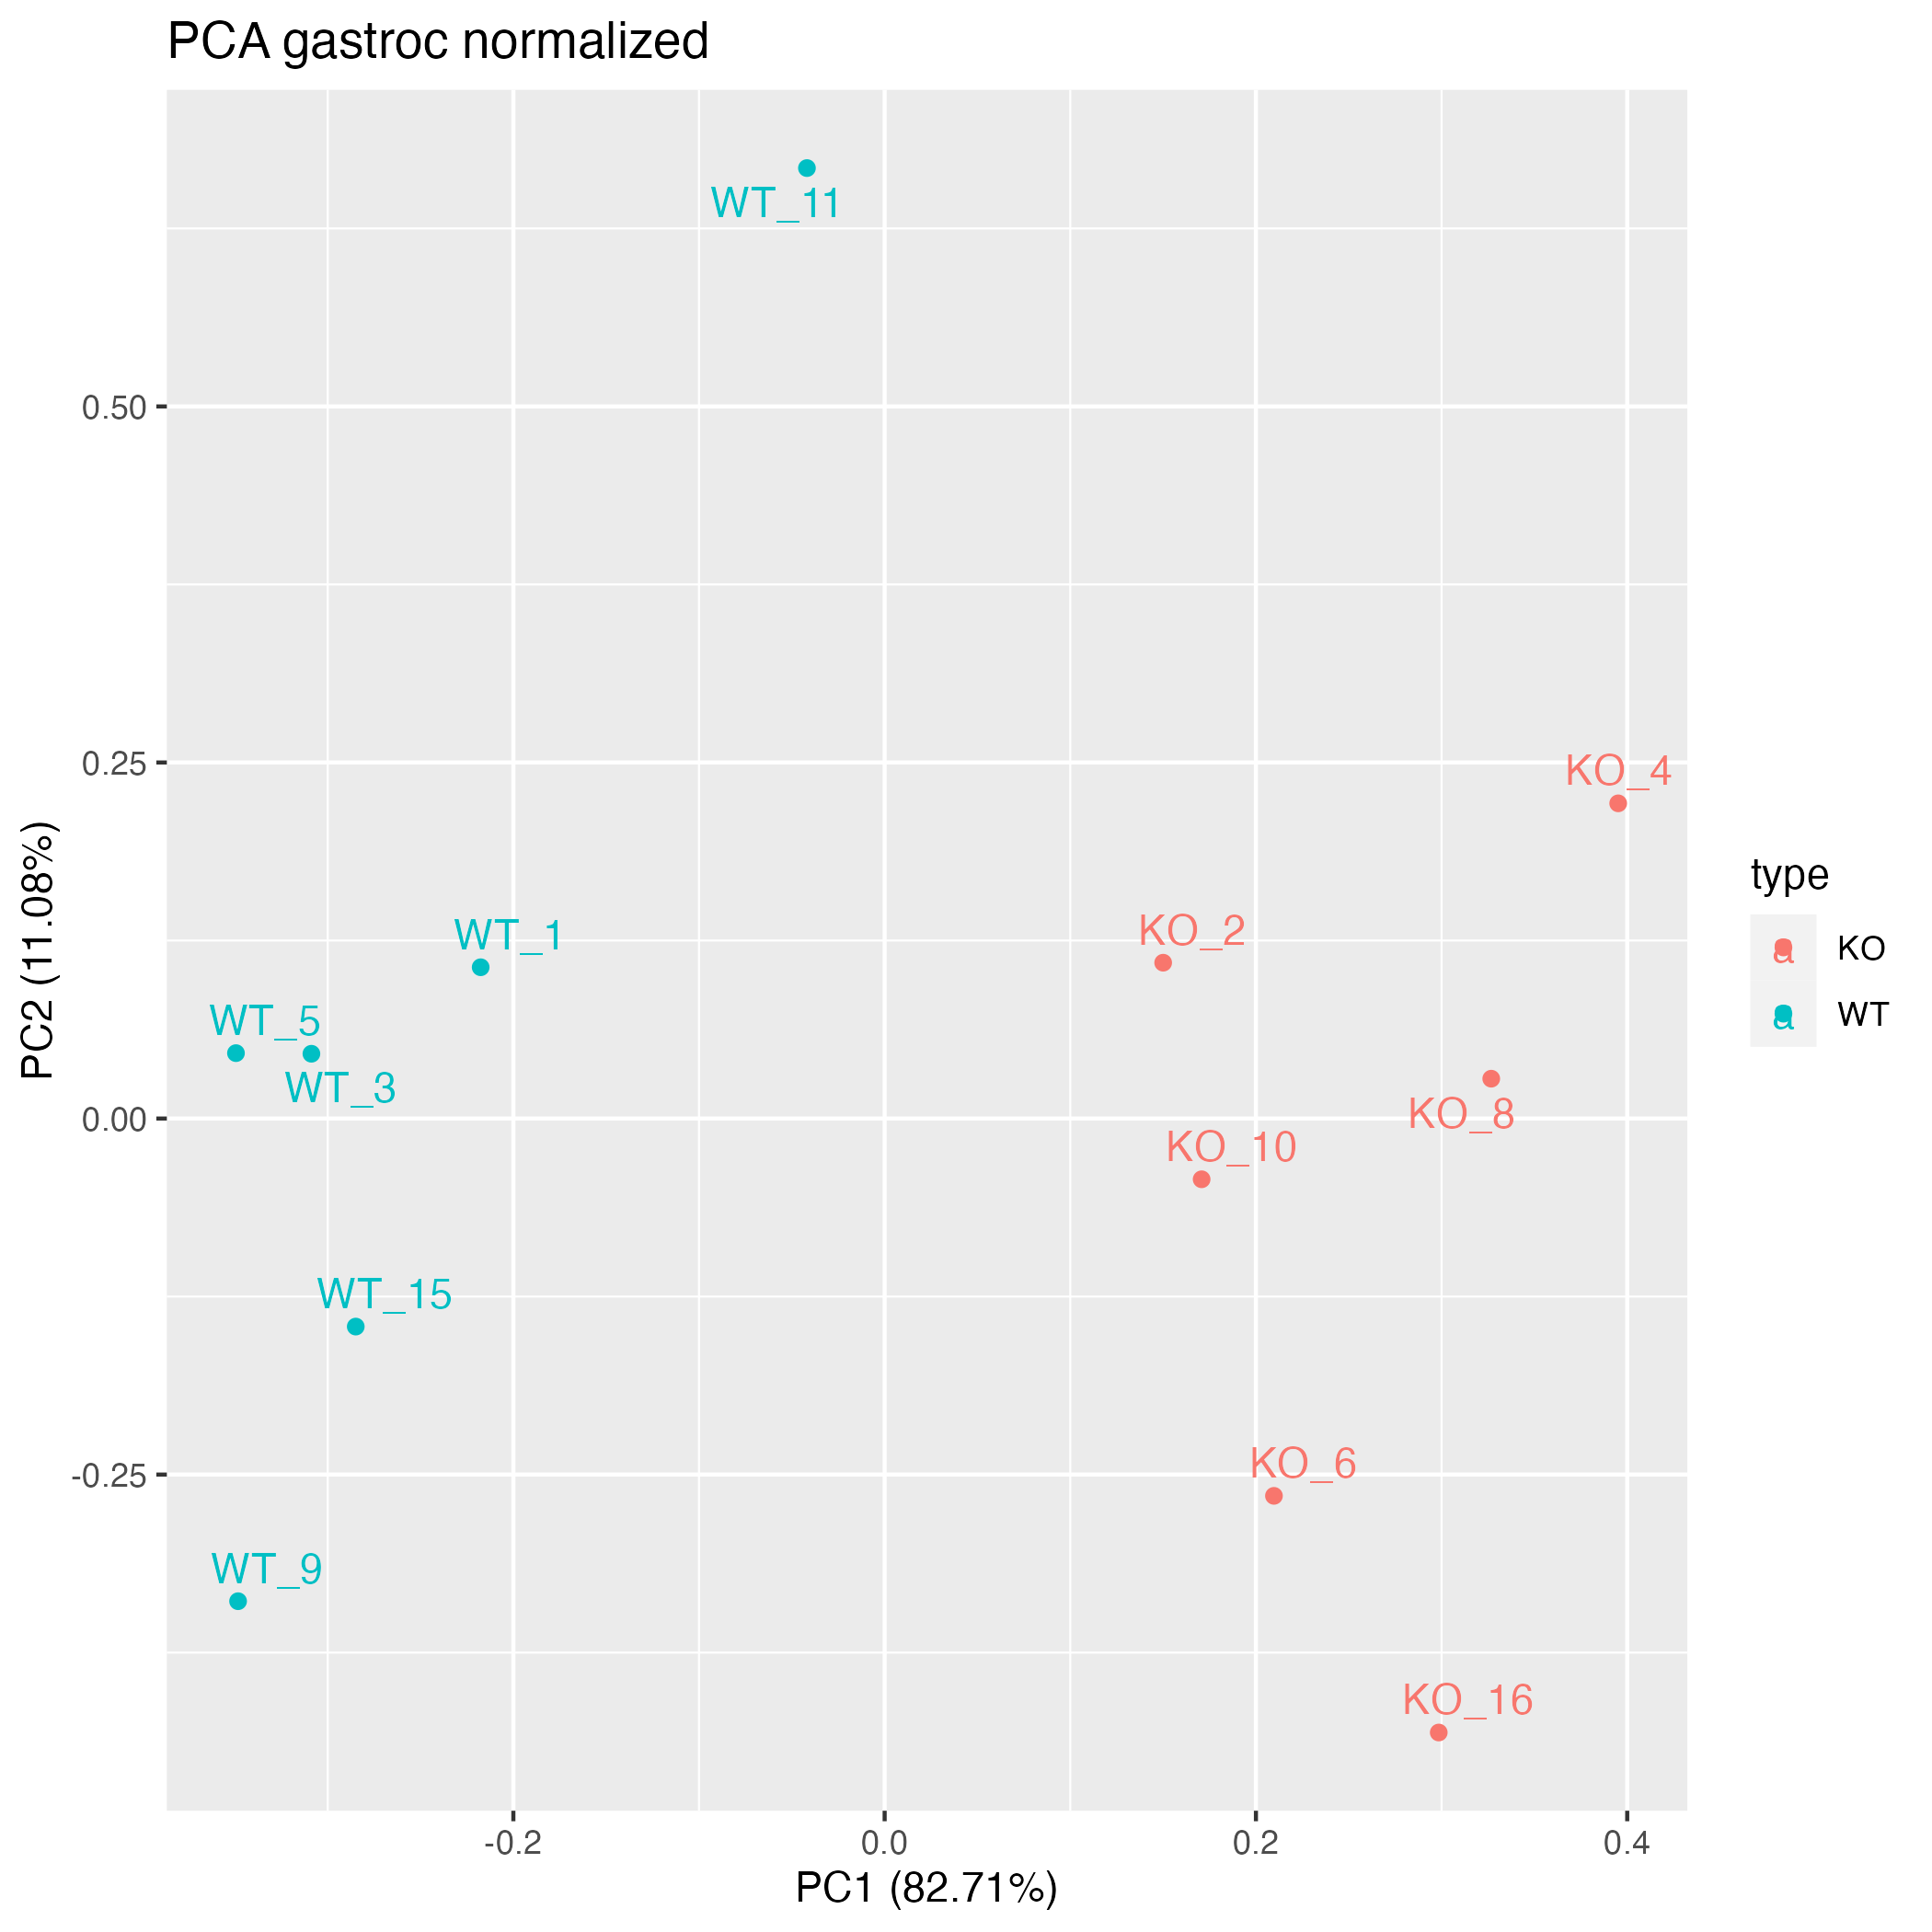 PCA gastroc normalized
WT_11
0.50
0.25
KO_4
WT_1
KO_2
WT_5
WT_3
0.00
KO_8
KO_10
WT_15
-0.25
KO_6
WT_9
KO_16
PC2 (11.08%)
-0.2
0.0
0.2
0.4
PC1 (82.71%)
type
a KO
a WT